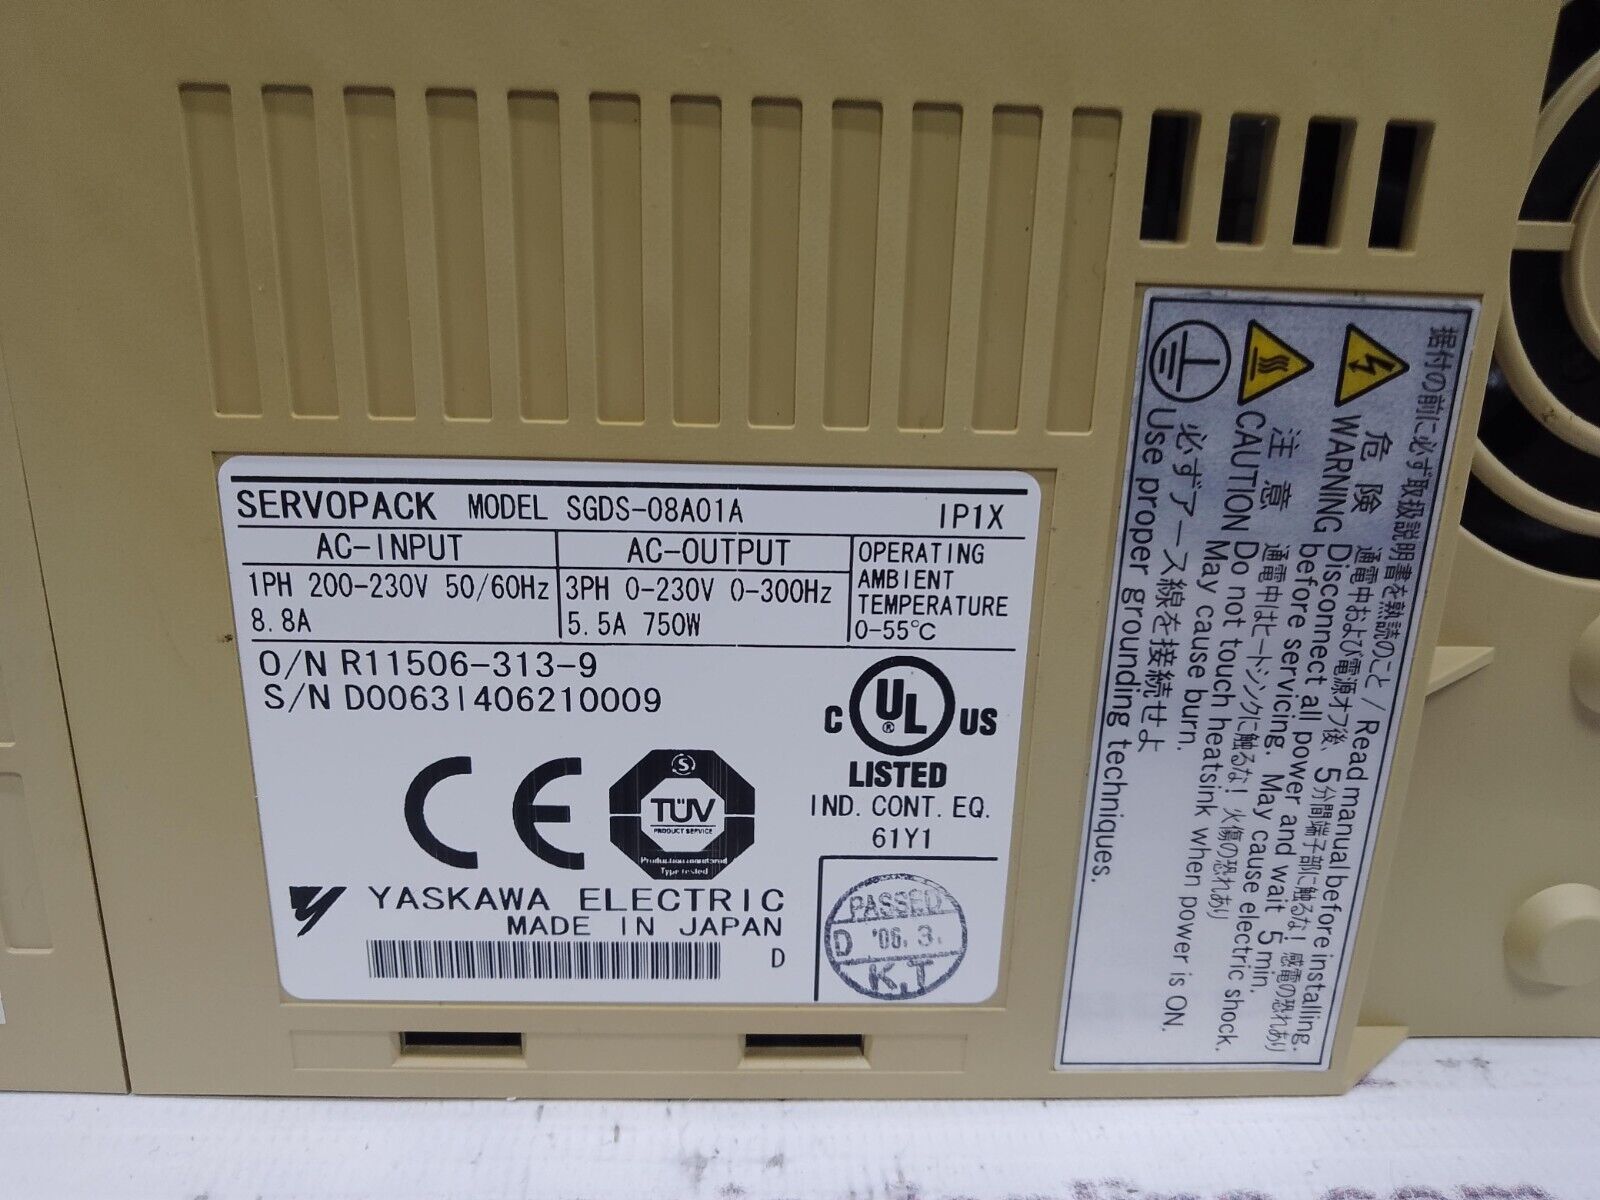 SERVOPACK MODEL SGDS-08A01A IP1X
AC-INPUT
1PH 200-230V 50/60Hz
8.8A
AC-OUTPUT
3PH 0-230V 0-300Hz
5.5A 750W
OPERATING
AMBIENT
TEMPERATURE
0-55°C
O/N R11506-313-9
S/N D0063I406210009
C UL US
®
LISTED
IND. CONT. EQ.
61Y1
CE
S
TÜV
PRODUCT SERVICE
Production monitored
Type tested
YASKAWA ELECTRIC
MADE IN JAPAN
D
PASSED
D '06. 3.
K.T
据付の前に必ず取扱説明書を熟読のこと / Read manual before installing.
危険 通電中および電源オフ後、5分間端子部に触るな! 感電の恐れあり
WARNING Disconnect all power and wait 5 min.
before servicing. May cause electric shock.
注意 通電中はヒートシンクに触るな! 火傷の恐れあり
CAUTION Do not touch heatsink when power is ON.
May cause burn.
必ずアース線を接続せよ
Use proper grounding techniques.